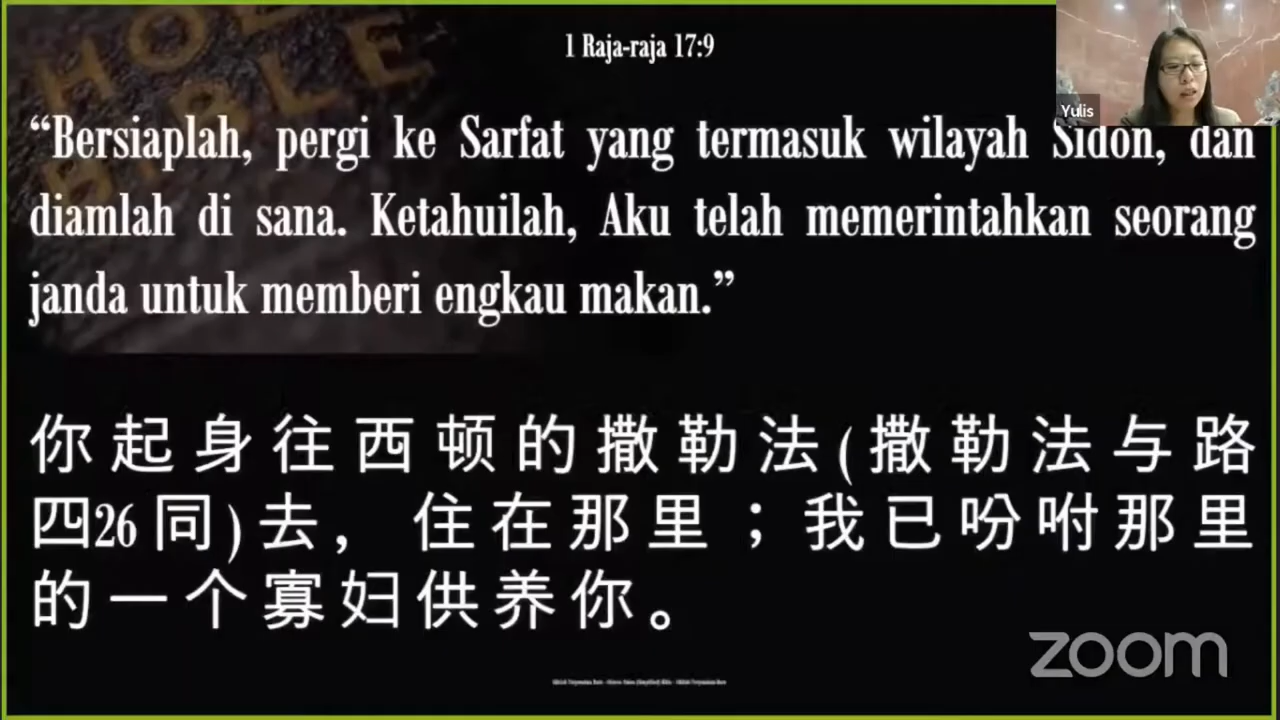 HOL
BIBLE
1 Raja-raja 17:9
Yulis
“Bersiaplah, pergi ke Sarfat yang termasuk wilayah Sidon, dan
diamlah di sana. Ketahuilah, Aku telah memerintahkan seorang
janda untuk memberi engkau makan.”
你起身往西顿的撒勒法(撒勒法与路
四26同)去，住在那里；我已吩咐那里
的一个寡妇供养你。
zoom